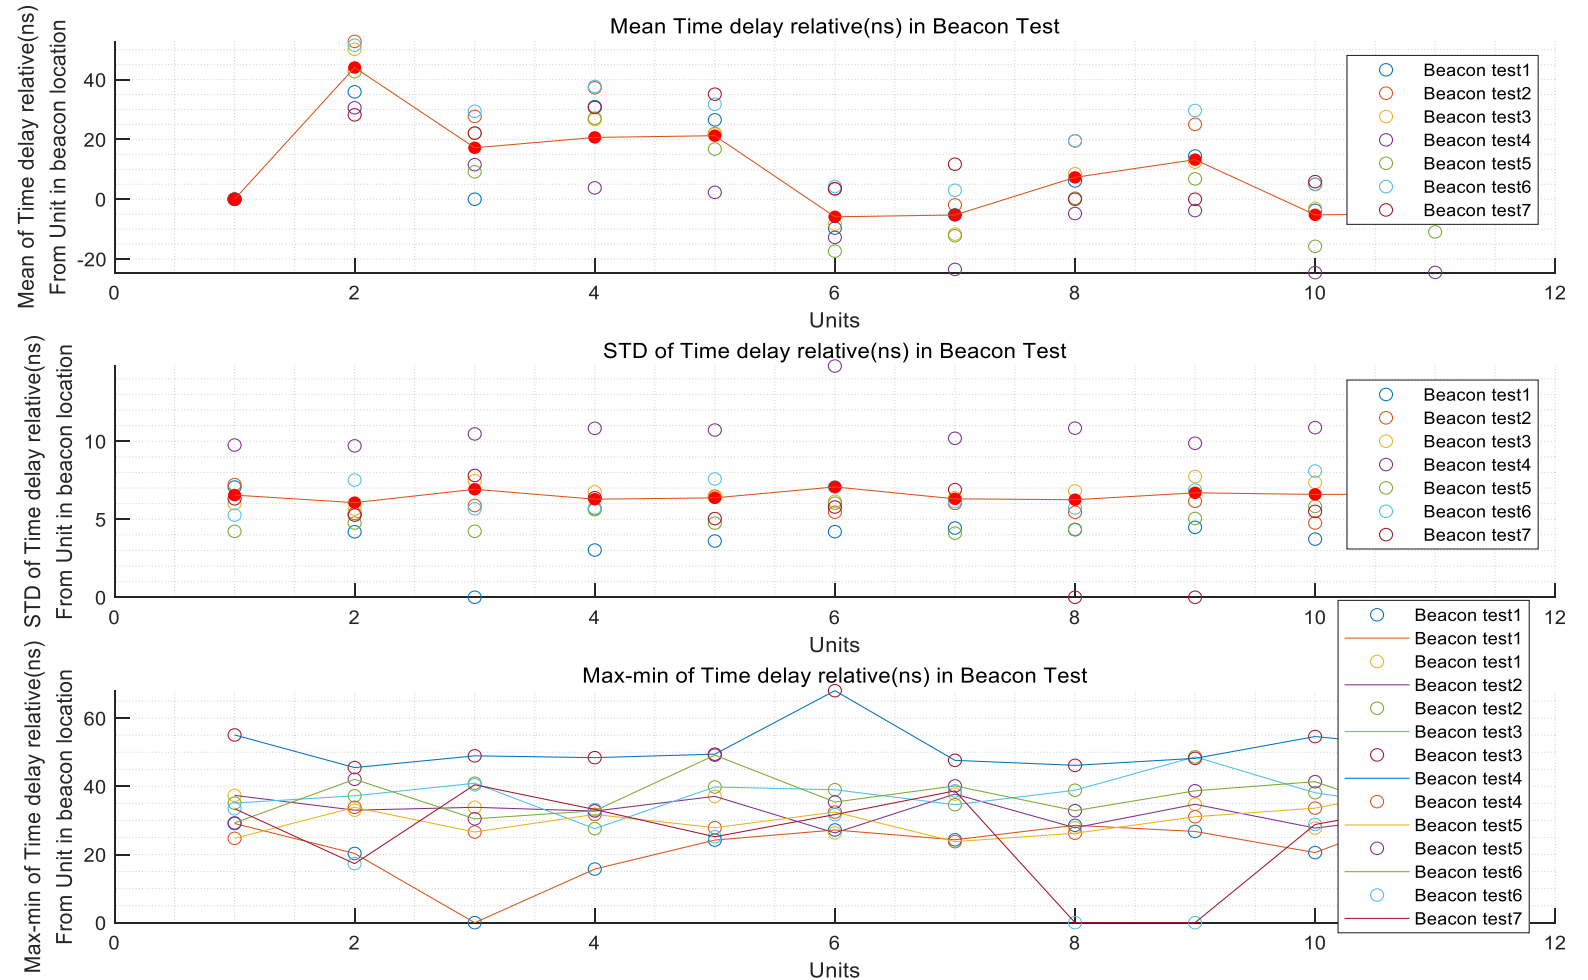 Mean Time delay relative(ns) in Beacon Test
Mean of Time delay relative(ns)
From Unit in beacon location
40
20
0
-20
0
2
4
6
8
10
12
Units
Beacon test1
Beacon test2
Beacon test3
Beacon test4
Beacon test5
Beacon test6
Beacon test7
STD of Time delay relative(ns) in Beacon Test
STD of Time delay relative(ns)
From Unit in beacon location
10
5
0
0
2
4
6
8
10
12
Units
Beacon test1
Beacon test2
Beacon test3
Beacon test4
Beacon test5
Beacon test6
Beacon test7
Max-min of Time delay relative(ns) in Beacon Test
Max-min of Time delay relative(ns)
From Unit in beacon location
60
40
20
0
0
2
4
6
8
10
12
Units
Beacon test1
Beacon test1
Beacon test1
Beacon test2
Beacon test2
Beacon test3
Beacon test3
Beacon test4
Beacon test4
Beacon test5
Beacon test5
Beacon test6
Beacon test6
Beacon test7